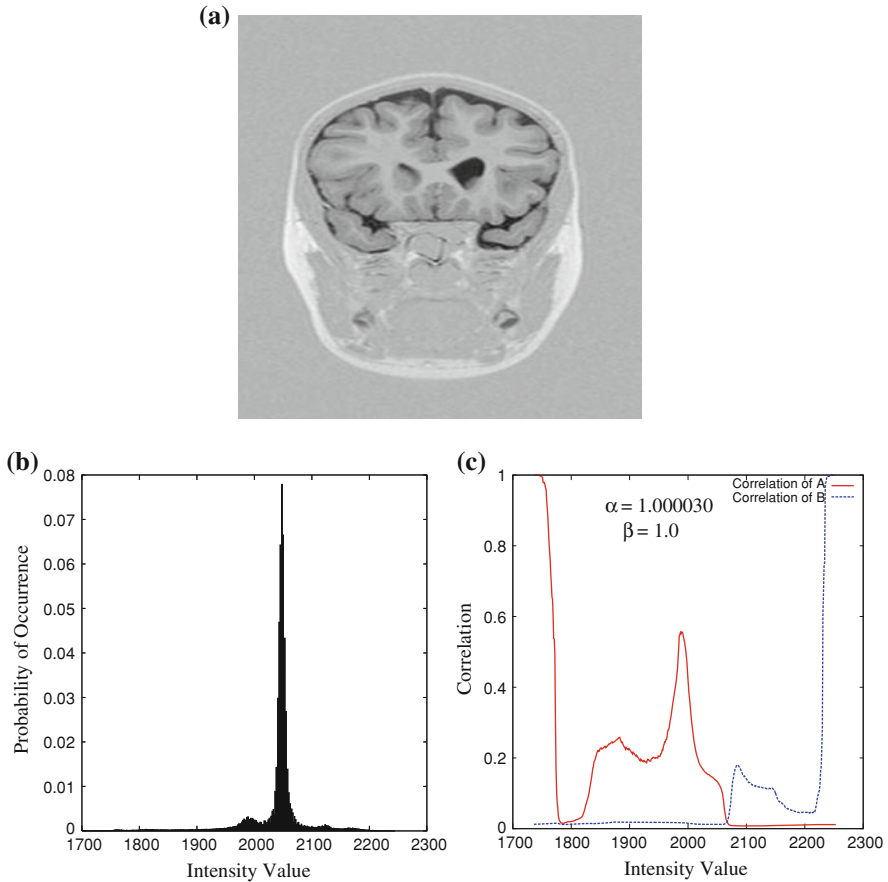 (a)
(b)
0.08
0.07
0.06
0.05
0.04
0.03
0.02
0.01
0
Probability of Occurrence
1700 1800 1900 2000 2100 2200 2300
Intensity Value
(c)
1
0.8
0.6
0.4
0.2
0
Correlation
Correlation of A
Correlation of B
α = 1.000030
β = 1.0
1700 1800 1900 2000 2100 2200 2300
Intensity Value